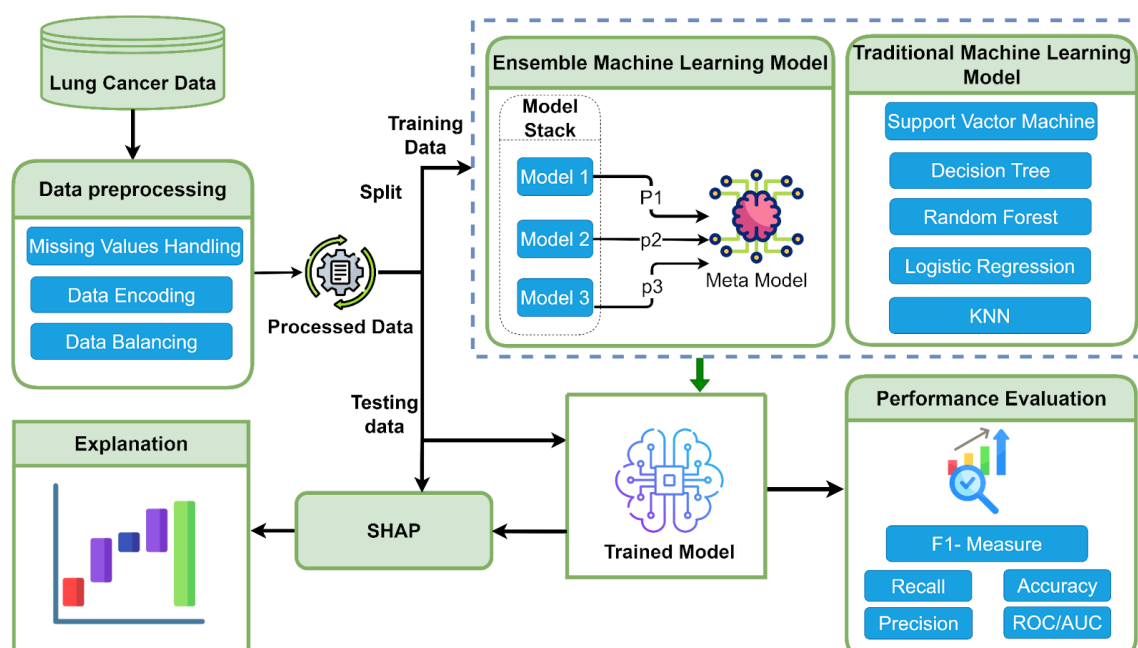 Lung Cancer Data
Data preprocessing
Missing Values Handling
Data Encoding
Data Balancing
Processed Data
Split
Training
Data
Testing
data
Ensemble Machine Learning Model
Model
Stack
Model 1
Model 2
Model 3
P1
p2
p3
Meta Model
Traditional Machine Learning
Model
Support Vactor Machine
Decision Tree
Random Forest
Logistic Regression
KNN
Trained Model
SHAP
Explanation
Performance Evaluation
F1- Measure
Recall
Accuracy
Precision
ROC/AUC